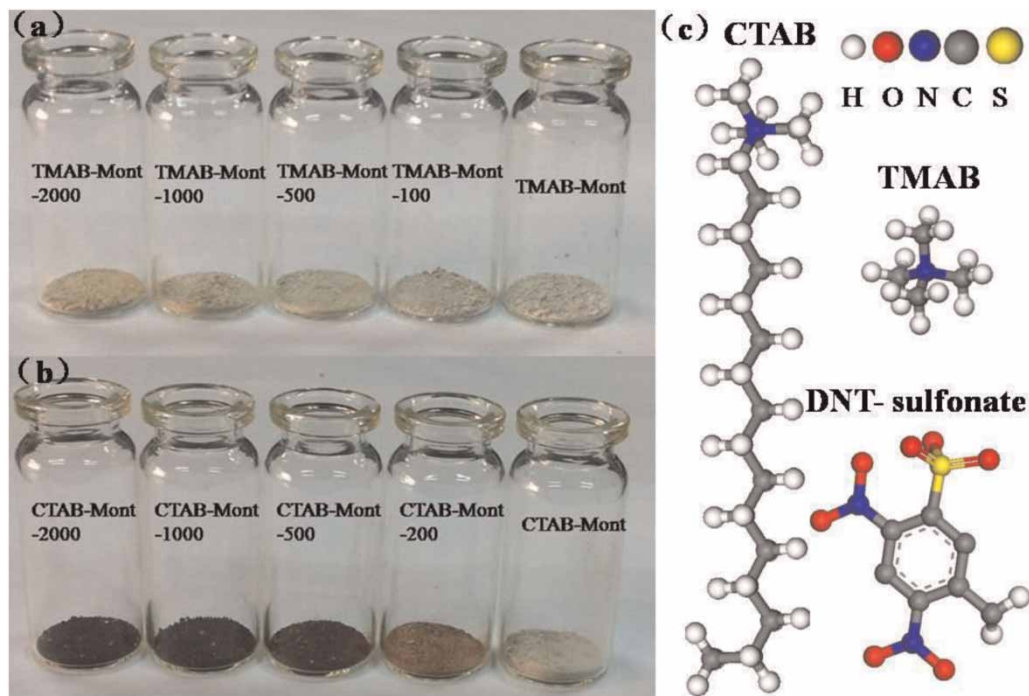 (a)
TMAB-Mont
-2000
TMAB-Mont
-1000
TMAB-Mont
-500
TMAB-Mont
-100
TMAB-Mont
(b)
CTAB-Mont
-2000
CTAB-Mont
-1000
CTAB-Mont
-500
CTAB-Mont
-200
CTAB-Mont
(c) CTAB
H O N C S
TMAB
DNT- sulfonate